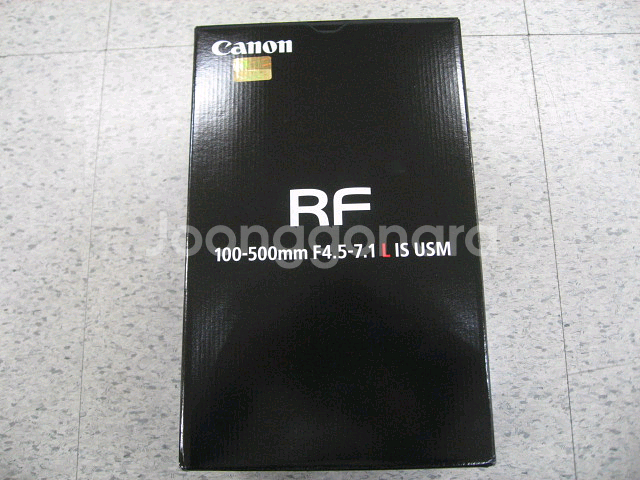 Canon
RF
Joonggonara
100-500mm F4.5-7.1 L IS USM